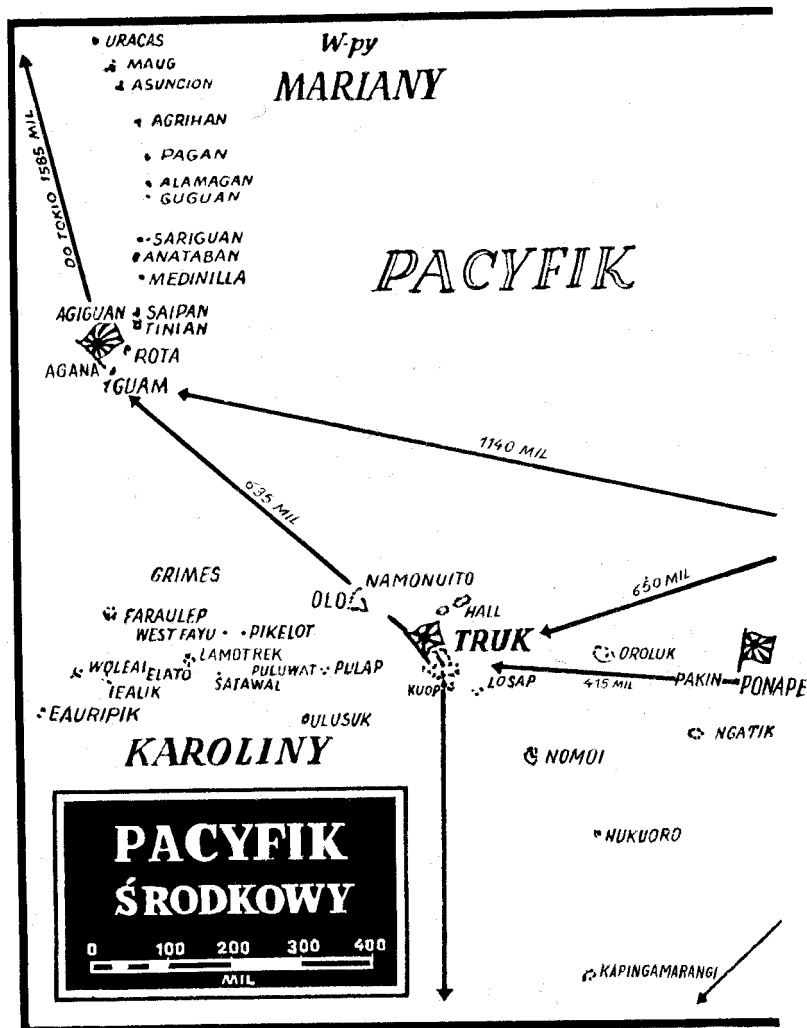 URACAS
W-py
MARIANY
MAUG
ASUNCION
AGRIHAN
PAGAN
ALAMAGAN
GUGUAN
DO TOKIO 1585 MIL
SARIGUAN
ANATABAN
MEDINILLA
PACYFIK
AGIGUAN
SAIPAN
TINIAN
ROTA
AGANA
GUAM
1140 MIL
635 MIL
GRIMES
NAMONUITO
OLOL
HALL
650 MIL
FARAULEP
WEST FAYU
PIKELOT
TRUK
OROLUK
LAMOTREK
WOLEAI
ELATO
PULUWAT
PULAP
SATAWAL
IFALIK
KUOP
LOSAP
415 MIL
PAKIN
PONAPE
EAURIPIK
ULUSUK
NGATIK
KAROLINY
NOMOI
PACYFIK
ŚRODKOWY
0 100 200 300 400
MIL
NUKUORO
KAPINGAMARANGI